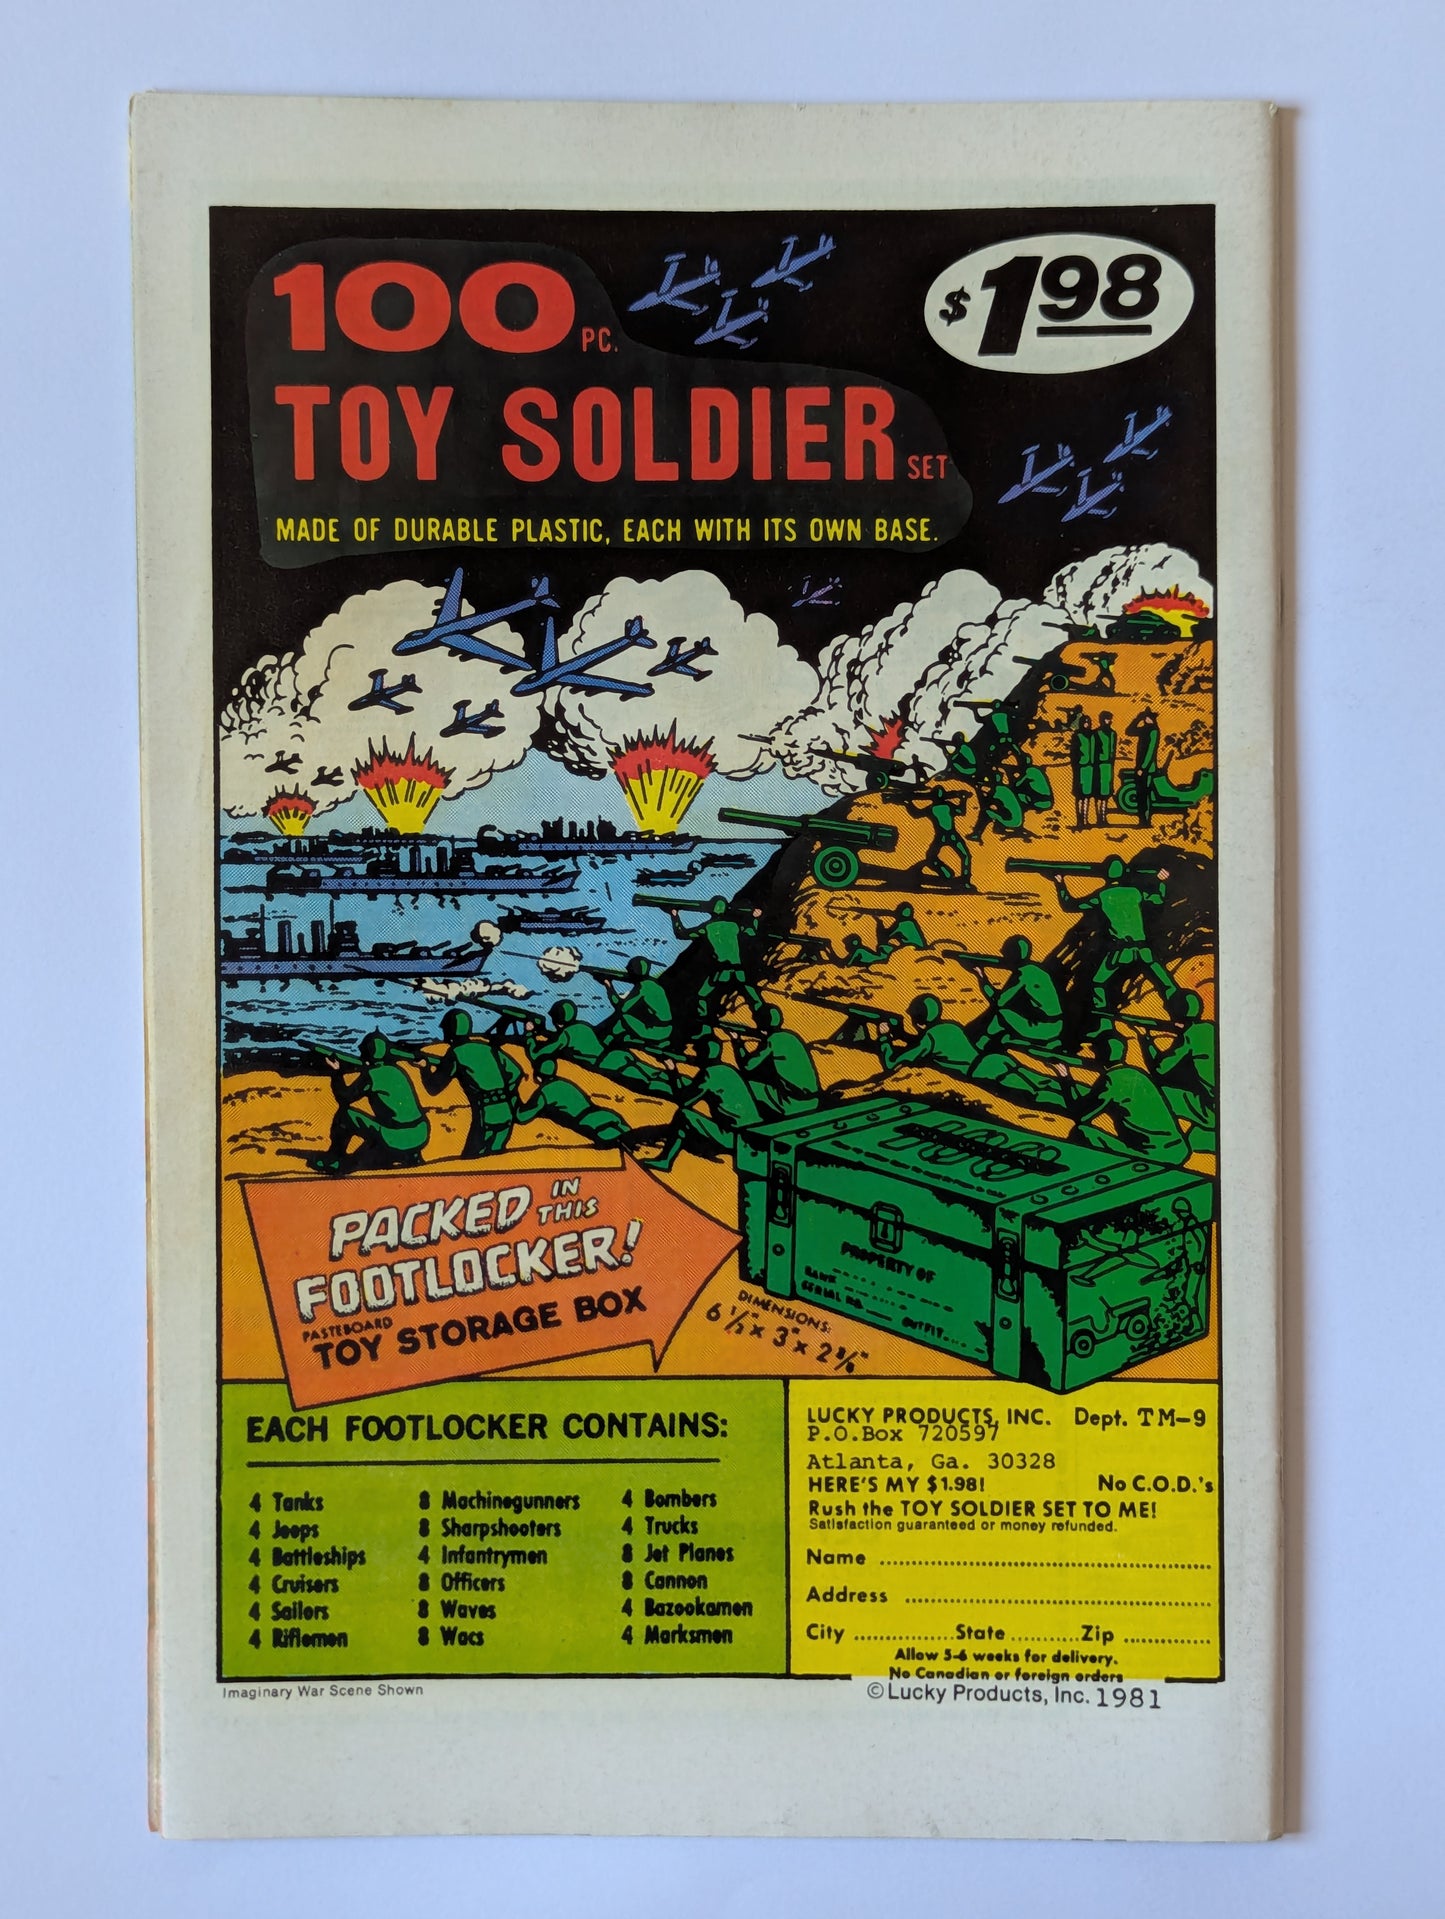 100 PC.
$1.98
TOY SOLDIER SET
MADE OF DURABLE PLASTIC, EACH WITH ITS OWN BASE.
PACKED IN THIS
FOOTLOCKER!
PASTEBOARD
TOY STORAGE BOX
DIMENSIONS:
6 1/2" x 3" x 2 3/8"
PROPERTY OF
RANK
SERIAL NO.
OUTFIT
EACH FOOTLOCKER CONTAINS:
4 Tanks
4 Jeeps
4 Battleships
4 Cruisers
4 Sailors
4 Riflemen
8 Machinegunners
8 Sharpshooters
4 Infantrymen
8 Officers
8 Waves
8 Wacs
4 Bombers
4 Trucks
8 Jet Planes
8 Cannon
4 Bazookamen
4 Marksmen
LUCKY PRODUCTS, INC. Dept. TM-9
P.O.Box 720597
Atlanta, Ga. 30328
HERE'S MY $1.98! No C.O.D.'s
Rush the TOY SOLDIER SET TO ME!
Satisfaction guaranteed or money refunded.
Name
Address
City State Zip
Allow 5-6 weeks for delivery.
No Canadian or foreign orders
Imaginary War Scene Shown
©Lucky Products, Inc. 1981